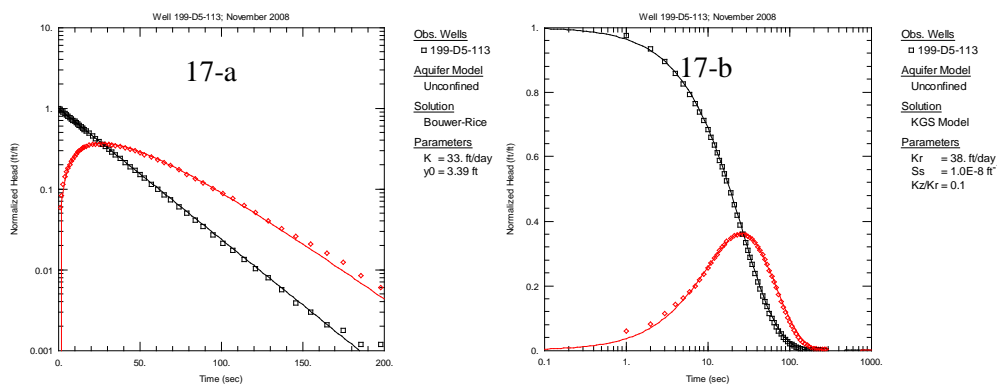 Well 199-D5-113; November 2008
10.
1.
0.1
0.01
0.001
0.
50.
100.
150.
200.
Time (sec)
Normalized Head (ft/ft)
17-a
Obs. Wells
199-D5-113
Aquifer Model
Unconfined
Solution
Bouwer-Rice
Parameters
K = 33. ft/day
y0 = 3.39 ft
Well 199-D5-113; November 2008
1.
0.8
0.6
0.4
0.2
0.
0.1
1.
10.
100.
1000.
Time (sec)
Normalized Head (ft/ft)
17-b
Obs. Wells
199-D5-113
Aquifer Model
Unconfined
Solution
KGS Model
Parameters
Kr = 38. ft/day
Ss = 1.0E-8 ft-
Kz/Kr = 0.1